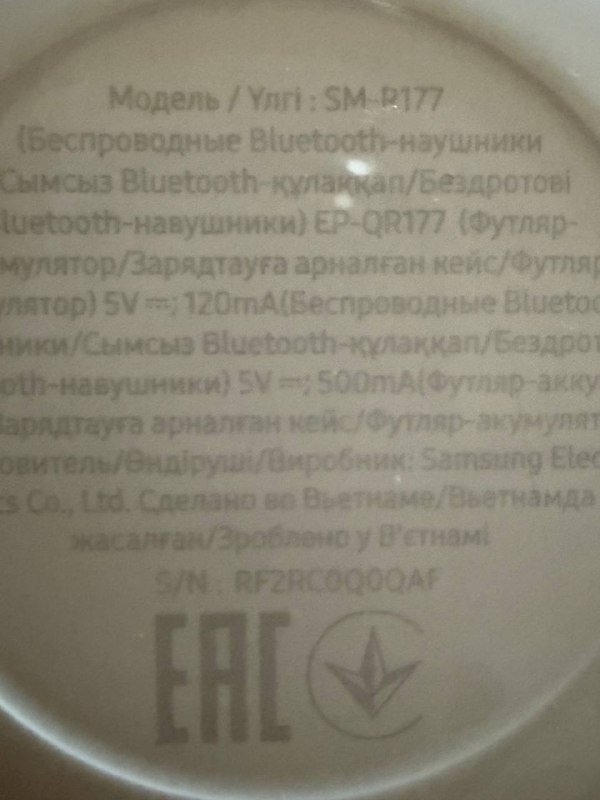 Модель / Үлгі : SM-R177
(Беспроводные Bluetooth-наушники
Сымсыз Bluetooth-құлаққап/Бездротові
luetooth-навушники) EP-QR177 (Футляр-
мулятор/Зарядтауға арналған кейс/Футляр
улятор) 5V ⎓; 120mA(Беспроводные Bluetoo
ники/Сымсыз Bluetooth-құлаққап/Бездрот
oth-навушники) 5V ⎓; 500mA(Футляр-акку
Зарядтауға арналған кейс/Футляр-акумулят
овитель/Өндіруші/Виробник: Samsung Elec
cs Co., Ltd. Сделано во Вьетнаме/Вьетнамда
жасалған/Зроблено у В'єтнамі
S/N : RF2RC0Q0QAF
EAC